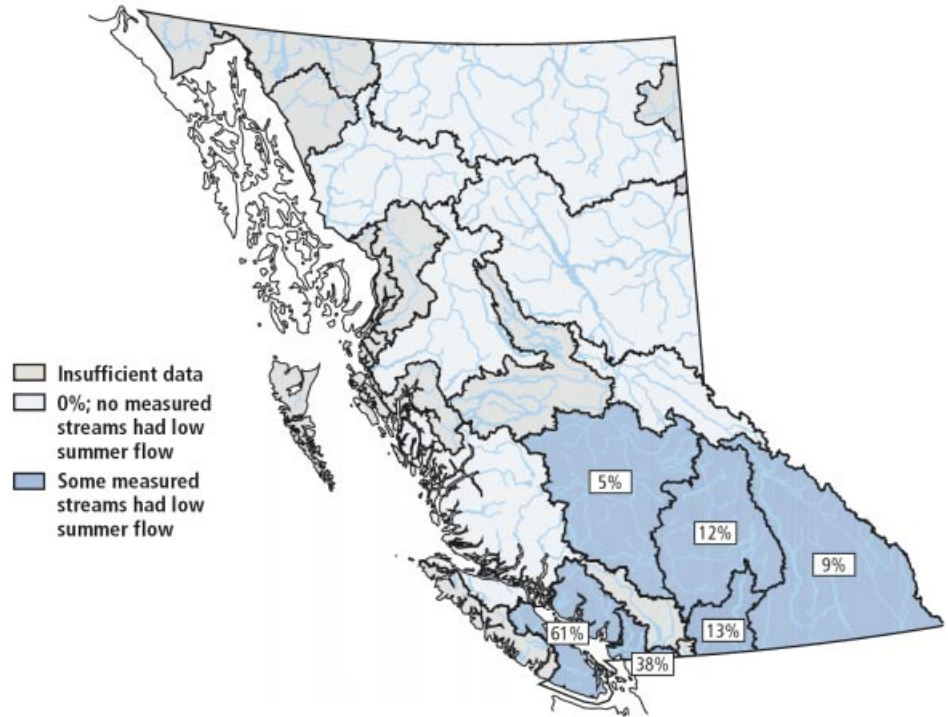 Insufficient data
0%; no measured
streams had low
summer flow
Some measured
streams had low
summer flow
5%
12%
9%
61%
13%
38%